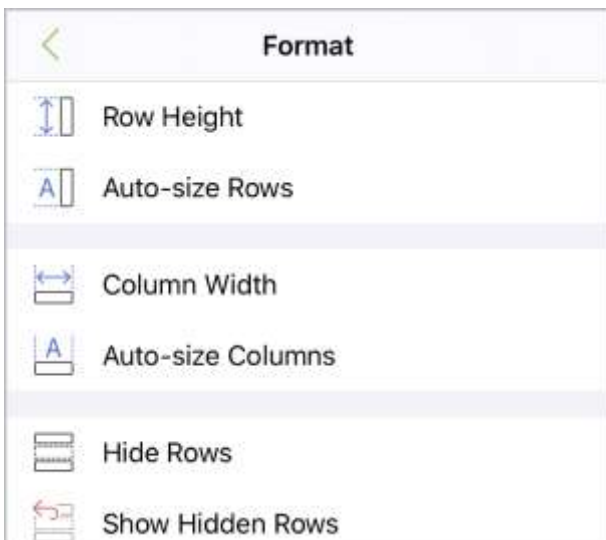 Format
Row Height
Auto-size Rows
Column Width
Auto-size Columns
Hide Rows
Show Hidden Rows